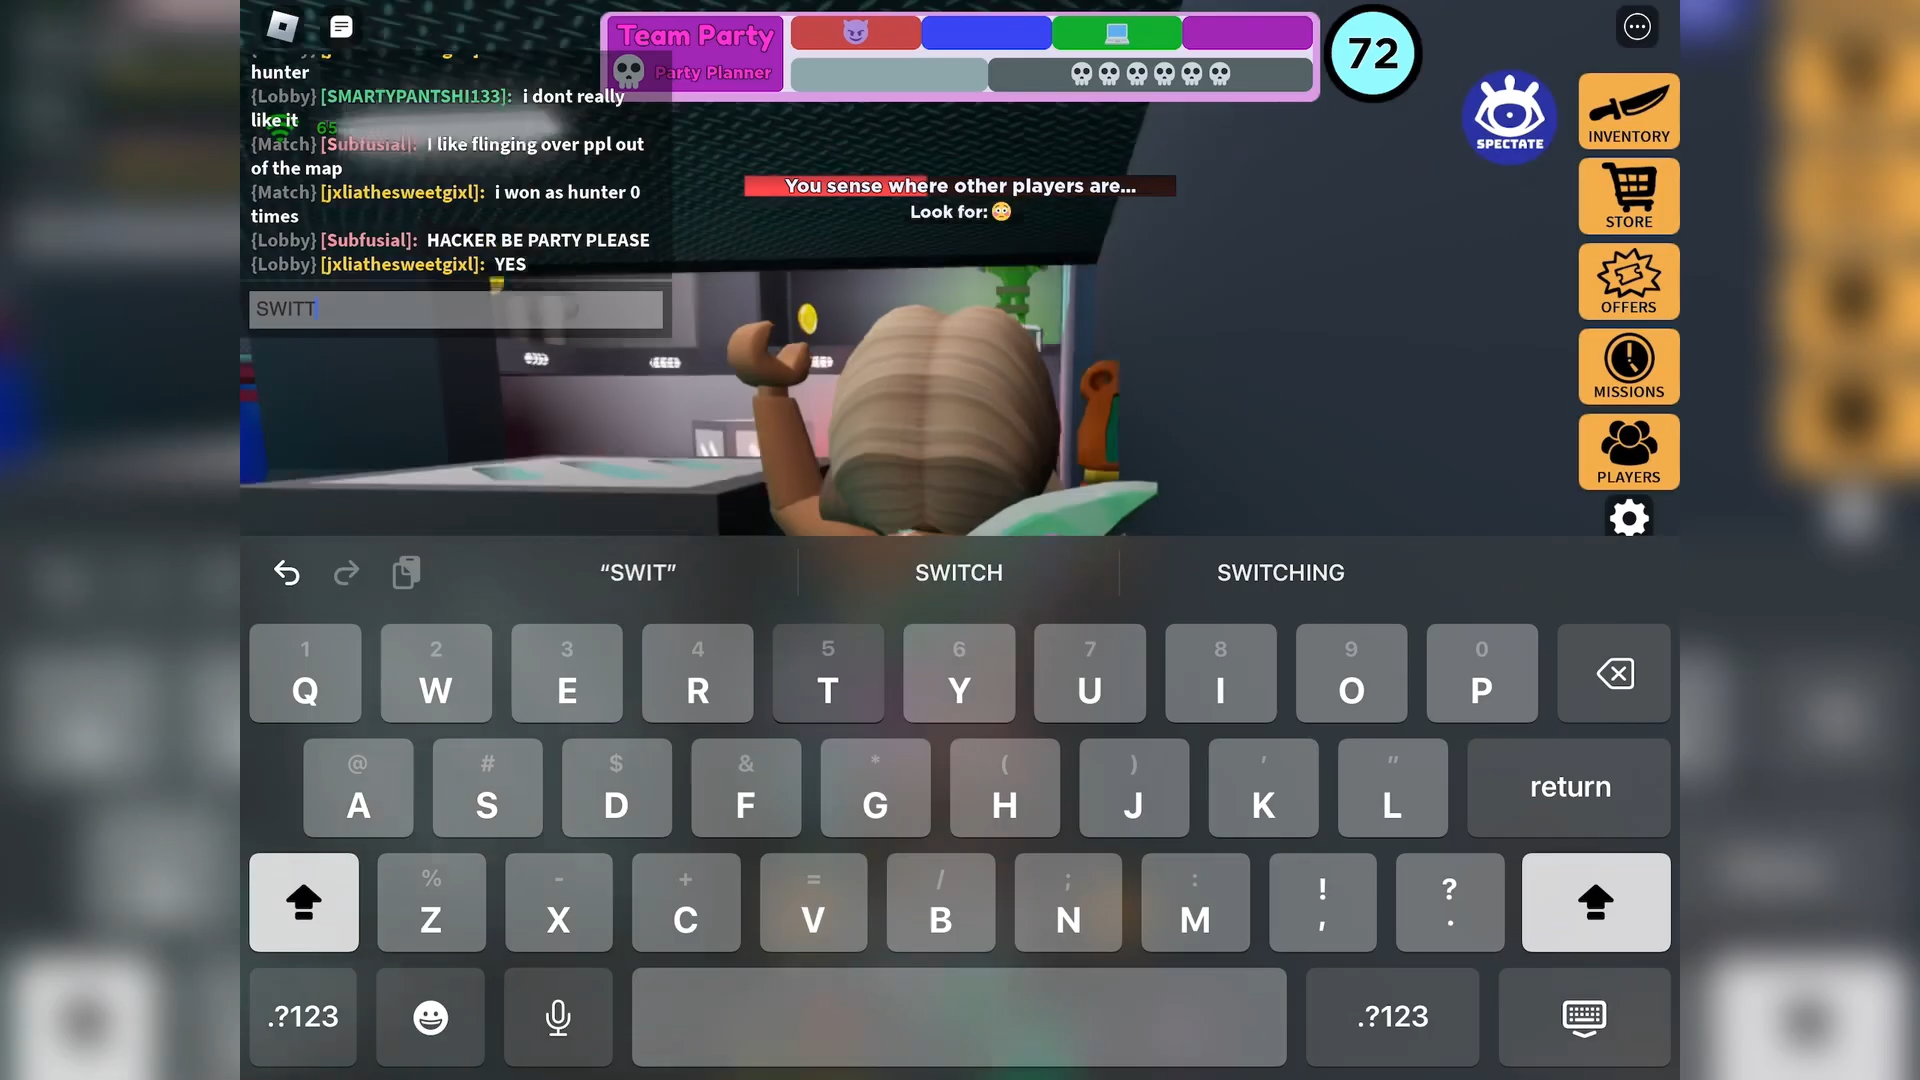 hunter
{Lobby} [SMARTYPANTSHI133]: i dont really
like it
65
{Match} [Subfusial]: I like flinging over ppl out
of the map
{Match} [jxliathesweetgixl]: i won as hunter 0
times
{Lobby} [Subfusial]: HACKER BE PARTY PLEASE
{Lobby} [jxliathesweetgixl]: YES
SWITT
Team Party
Party Planner
72
You sense where other players are...
Look for: 😳
SPECTATE
INVENTORY
STORE
OFFERS
MISSIONS
PLAYERS
“SWIT” SWITCH SWITCHING
1 2 3 4 5 6 7 8 9 0
Q W E R T Y U I O P
@ # $ & * ( ) ' "
A S D F G H J K L return
% - + = / ; : ! ?
Z X C V B N M , .
.?123 .?123